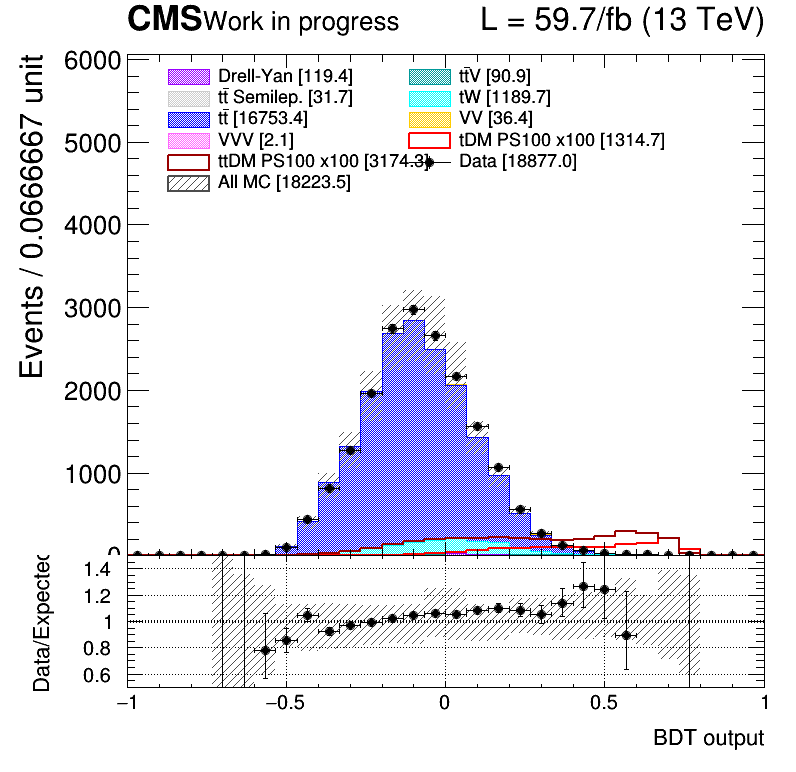 CMS Work in progress L = 59.7/fb (13 TeV)
Events / 0.0666667 unit
6000
5000
4000
3000
2000
1000
0
Drell-Yan [119.4] tt̄V [90.9]
tt̄ Semilep. [31.7] tW [1189.7]
tt̄ [16753.4] VV [36.4]
VVV [2.1] tDM PS100 x100 [1314.7]
ttDM PS100 x100 [3174.3] Data [18877.0]
All MC [18223.5]
Data/Expected
1.4
1.2
1
0.8
0.6
−1 −0.5 0 0.5 1
BDT output